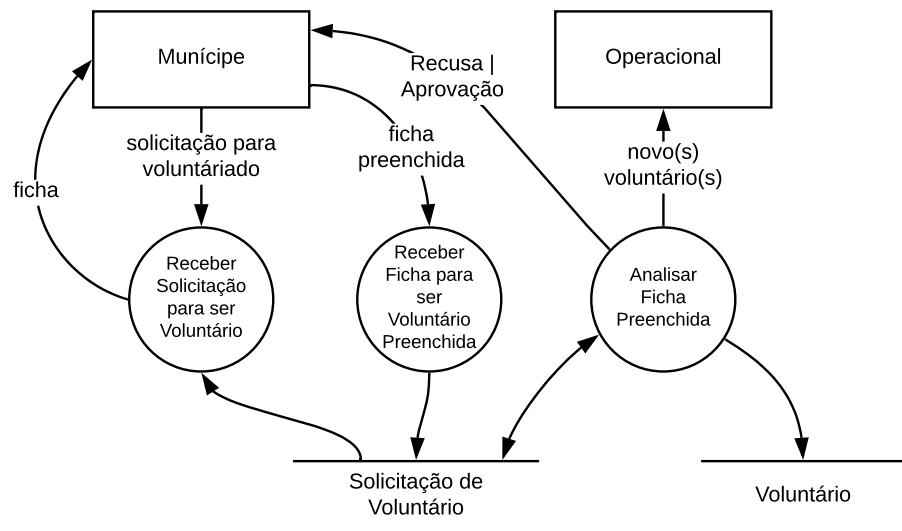 Munícipe
Operacional
Recusa |
Aprovação
solicitação para
voluntáriado
ficha
preenchida
novo(s)
voluntário(s)
ficha
Receber
Solicitação
para ser
Voluntário
Receber
Ficha para
ser
Voluntário
Preenchida
Analisar
Ficha
Preenchida
Solicitação de
Voluntário
Voluntário